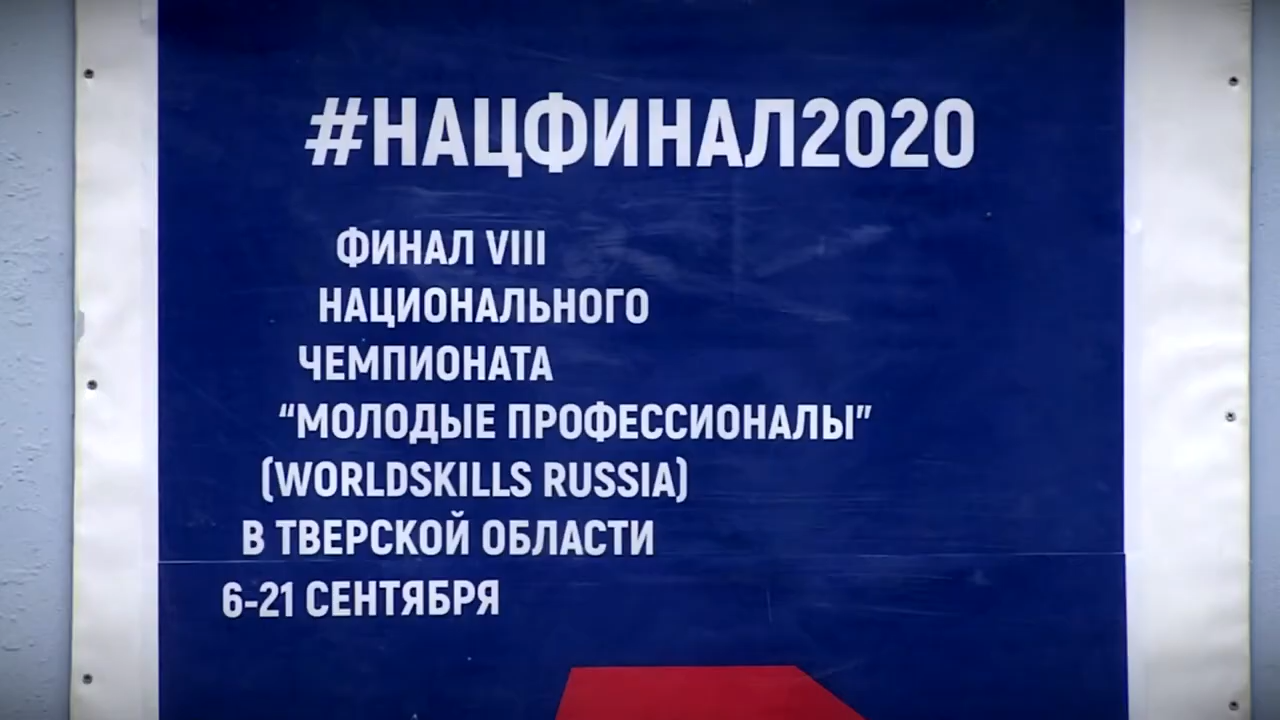 #НАЦФИНАЛ2020
ФИНАЛ VIII
НАЦИОНАЛЬНОГО
ЧЕМПИОНАТА
“МОЛОДЫЕ ПРОФЕССИОНАЛЫ”
(WORLDSKILLS RUSSIA)
В ТВЕРСКОЙ ОБЛАСТИ
6-21 СЕНТЯБРЯ